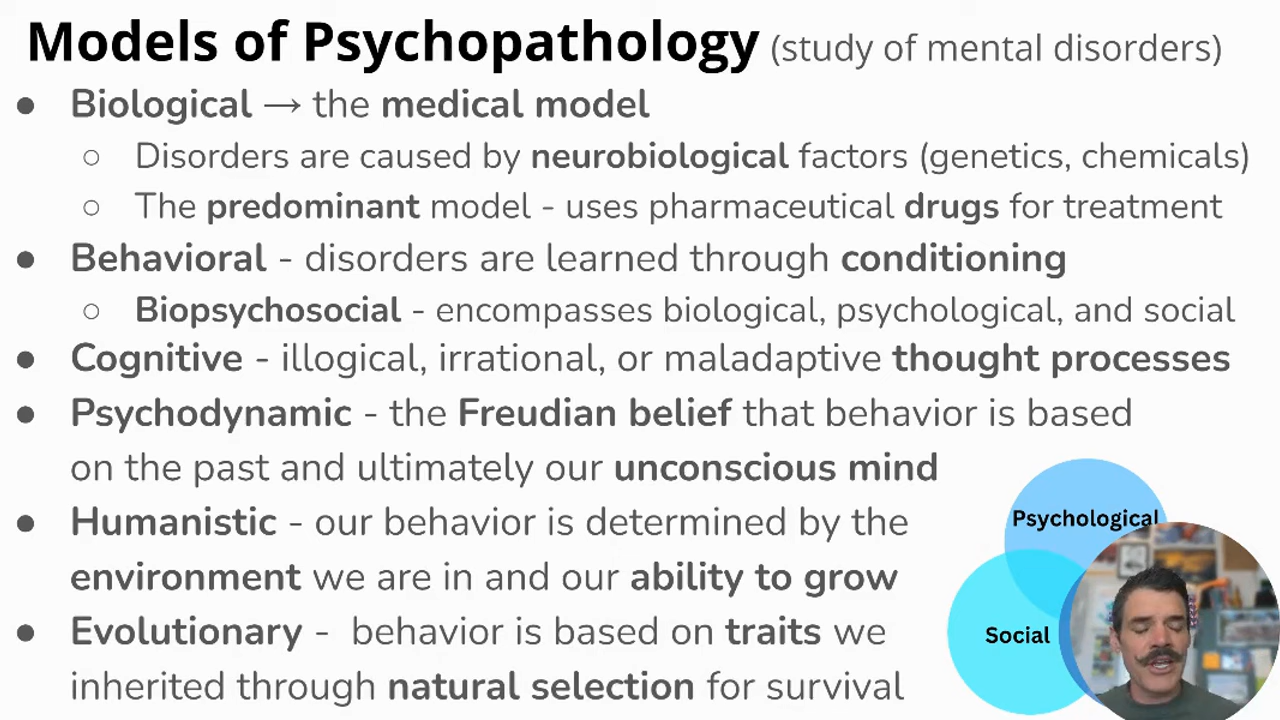 Models of Psychopathology (study of mental disorders)
● Biological → the medical model
○ Disorders are caused by neurobiological factors (genetics, chemicals)
○ The predominant model - uses pharmaceutical drugs for treatment
● Behavioral - disorders are learned through conditioning
○ Biopsychosocial - encompasses biological, psychological, and social
● Cognitive - illogical, irrational, or maladaptive thought processes
● Psychodynamic - the Freudian belief that behavior is based
on the past and ultimately our unconscious mind
● Humanistic - our behavior is determined by the
environment we are in and our ability to grow
● Evolutionary - behavior is based on traits we
inherited through natural selection for survival
Psychological
Social